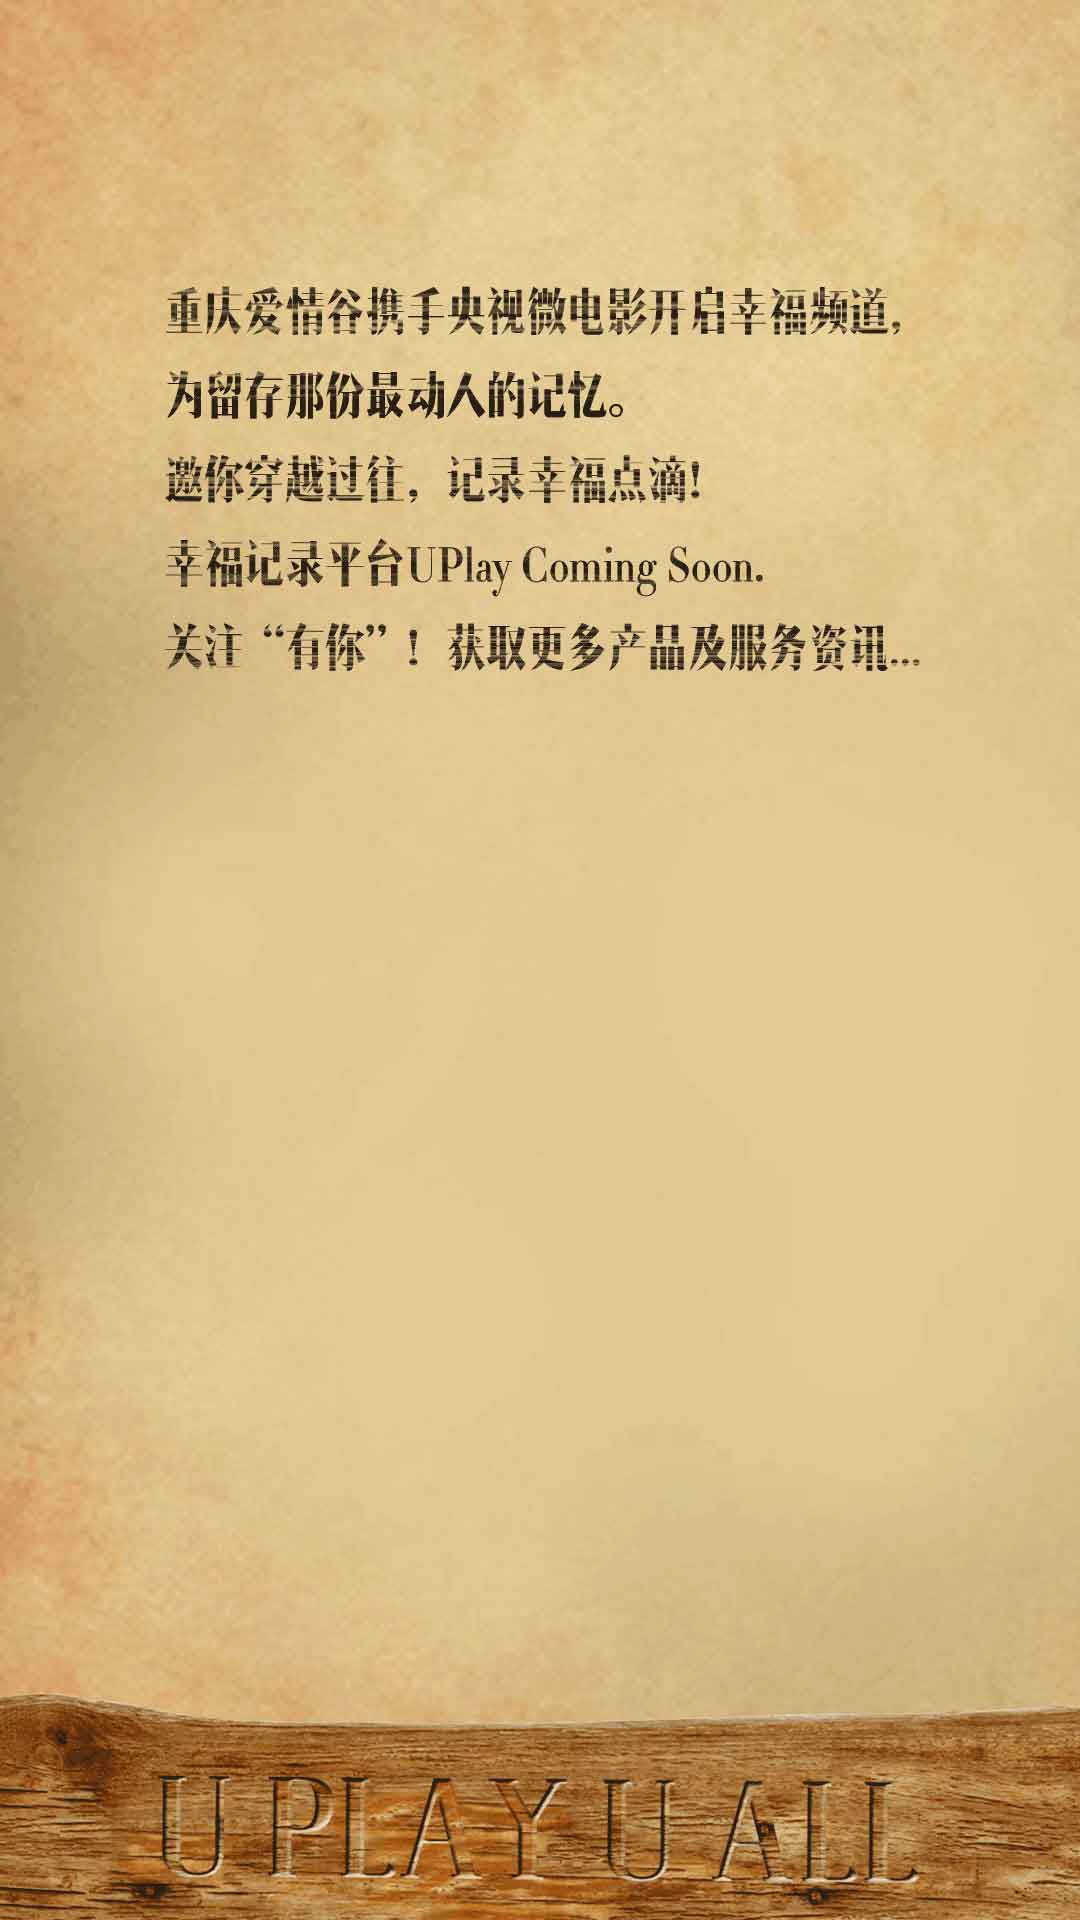 重庆爱情谷携手央视微电影开启幸福频道，
为留存那份最动人的记忆。
邀你穿越过往，记录幸福点滴！
幸福记录平台UPlay Coming Soon.
关注“有你”！获取更多产品及服务资讯...
U PLAY U ALL